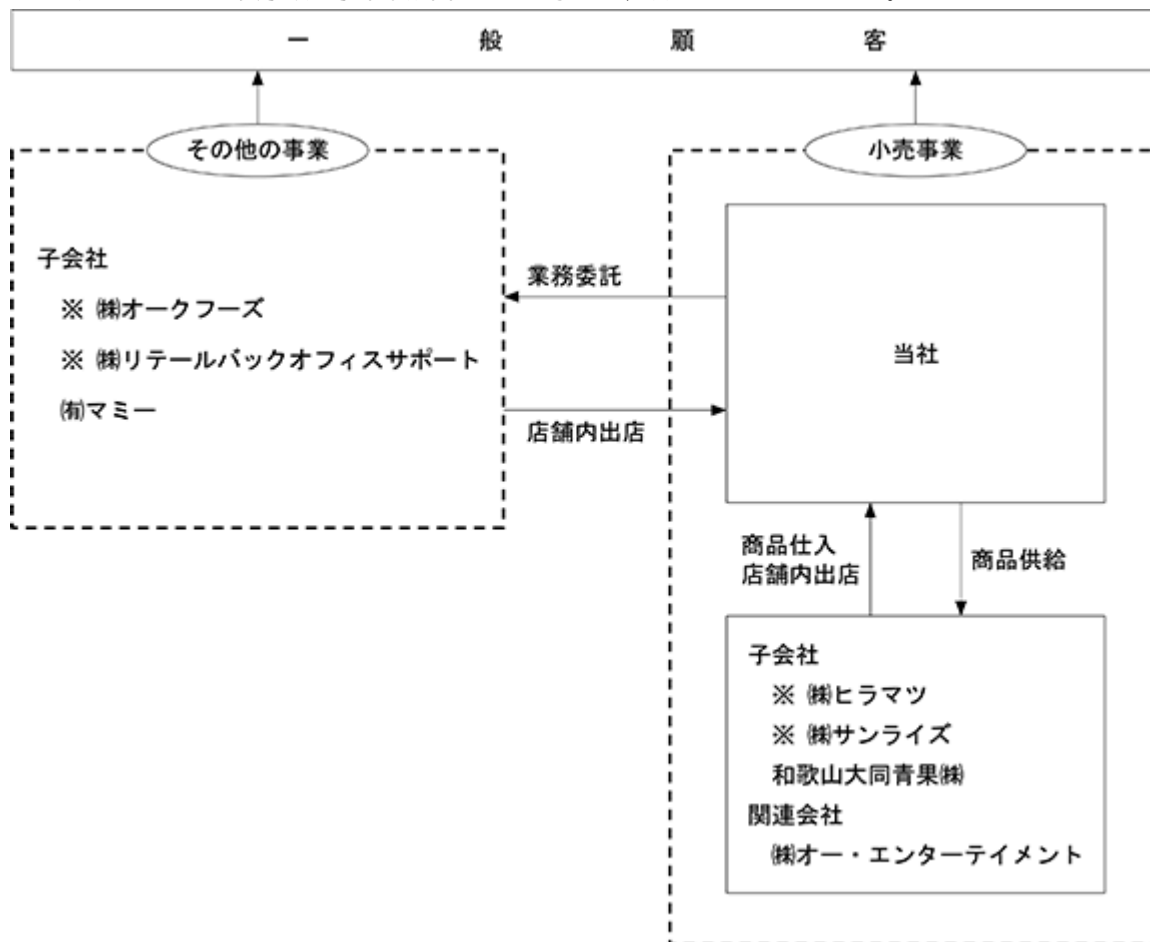 一般顧客
その他の事業
小売事業
子会社
※ ㈱オークフーズ
※ ㈱リテールバックオフィスサポート
㈲マミー
業務委託
店舗内出店
当社
商品仕入
店舗内出店
商品供給
子会社
※ ㈱ヒラマツ
※ ㈱サンライズ
和歌山大同青果㈱
関連会社
㈱オー・エンターテイメント